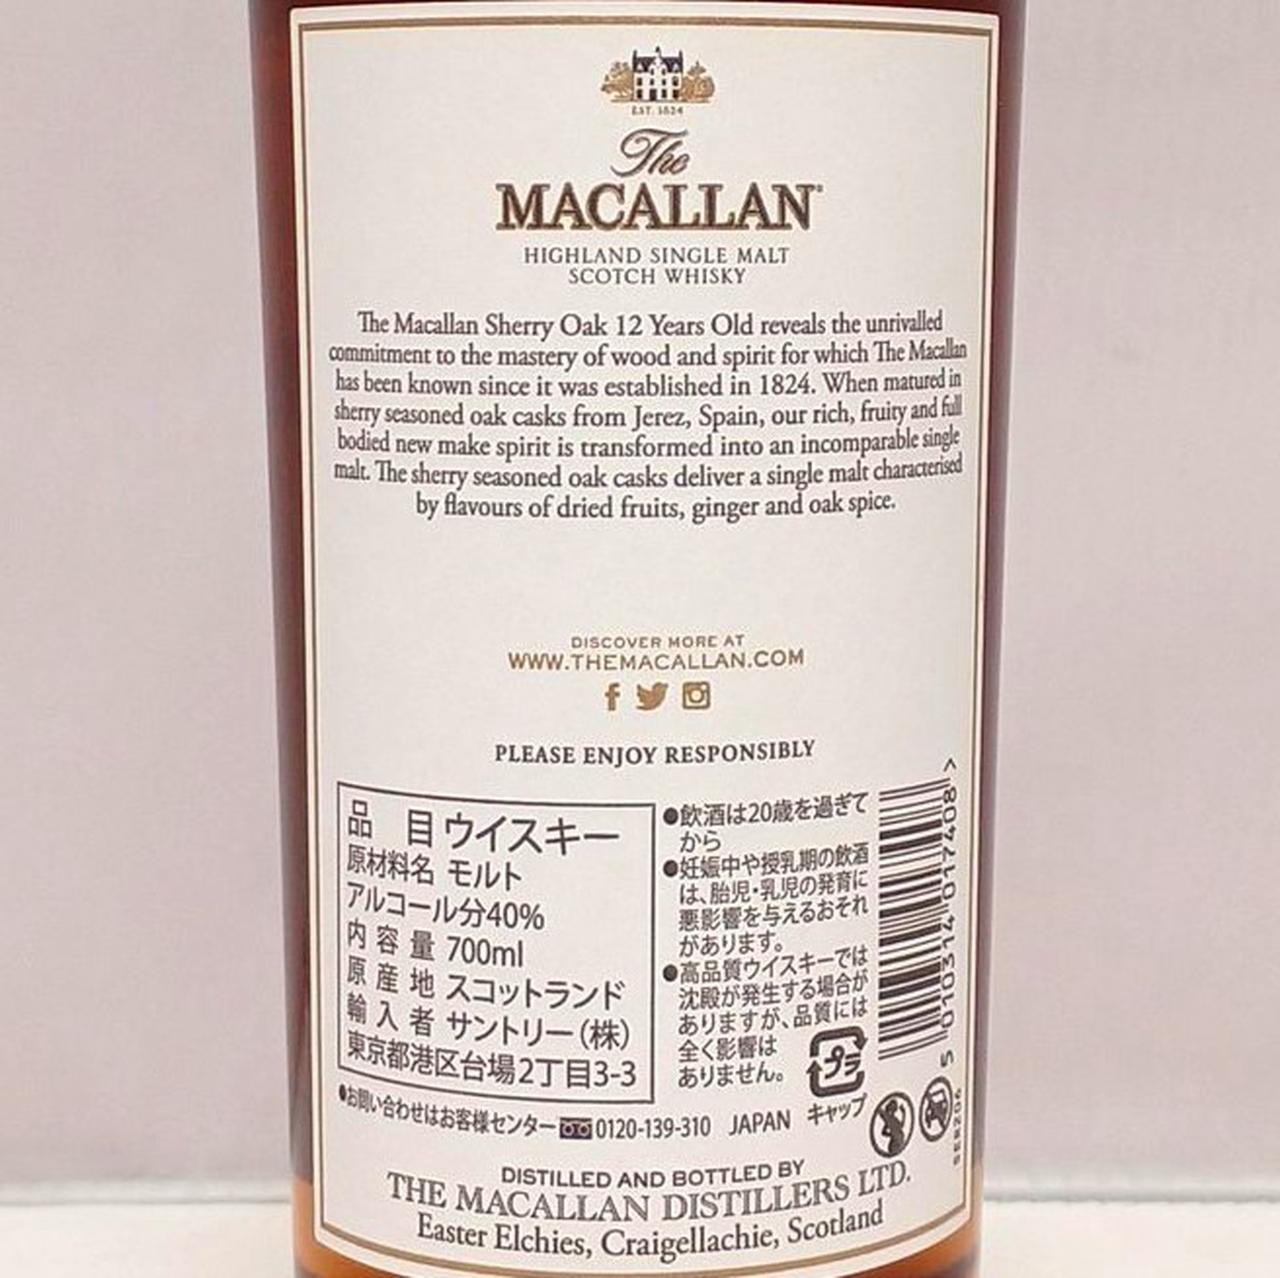 EST. 1824
The
MACALLAN
HIGHLAND SINGLE MALT
SCOTCH WHISKY
The Macallan Sherry Oak 12 Years Old reveals the unrivalled
commitment to the mastery of wood and spirit for which The Macallan
has been known since it was established in 1824. When matured in
sherry seasoned oak casks from Jerez, Spain, our rich, fruity and full
bodied new make spirit is transformed into an incomparable single
malt. The sherry seasoned oak casks deliver a single malt characterised
by flavours of dried fruits, ginger and oak spice.
DISCOVER MORE AT
WWW.THEMACALLAN.COM
PLEASE ENJOY RESPONSIBLY
品 目 ウイスキー
原材料名 モルト
アルコール分40%
内容量 700ml
原産地 スコットランド
輸入者 サントリー(株)
東京都港区台場2丁目3-3
●飲酒は20歳を過ぎて
から
●妊娠中や授乳期の飲酒
は、胎児・乳児の発育に
悪影響を与えるおそれ
があります。
●高品質ウイスキーでは
沈殿が発生する場合が
ありますが、品質には
全く影響は
ありません。
プラ
キャップ
5 010314 017408 >
●お問い合わせはお客様センター 0120-139-310 JAPAN
DISTILLED AND BOTTLED BY
THE MACALLAN DISTILLERS LTD.
Easter Elchies, Craigellachie, Scotland